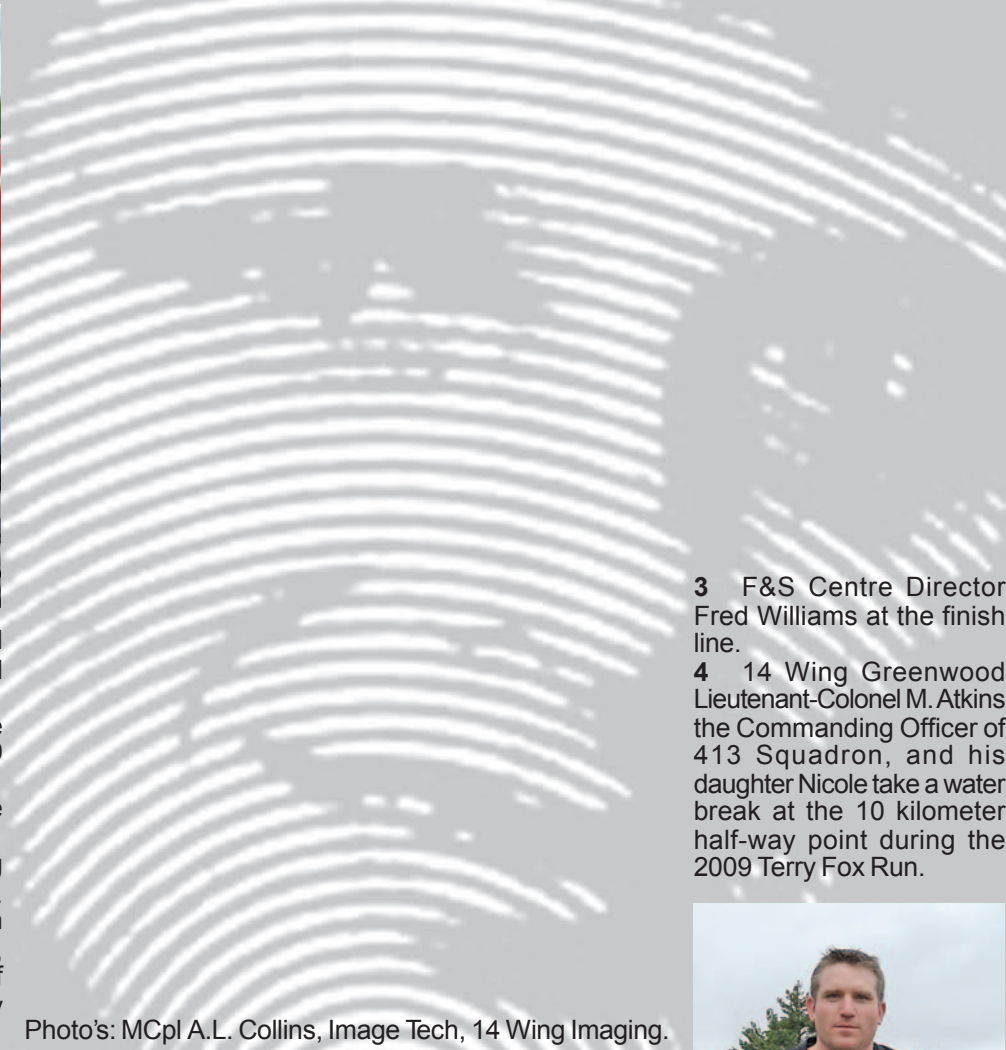 3 F&S Centre Director
Fred Williams at the finish
line.
4 14 Wing Greenwood
Lieutenant-Colonel M. Atkins
the Commanding Officer of
413 Squadron, and his
daughter Nicole take a water
break at the 10 kilometer
half-way point during the
2009 Terry Fox Run.
Photo's: MCpl A.L. Collins, Image Tech, 14 Wing Imaging.